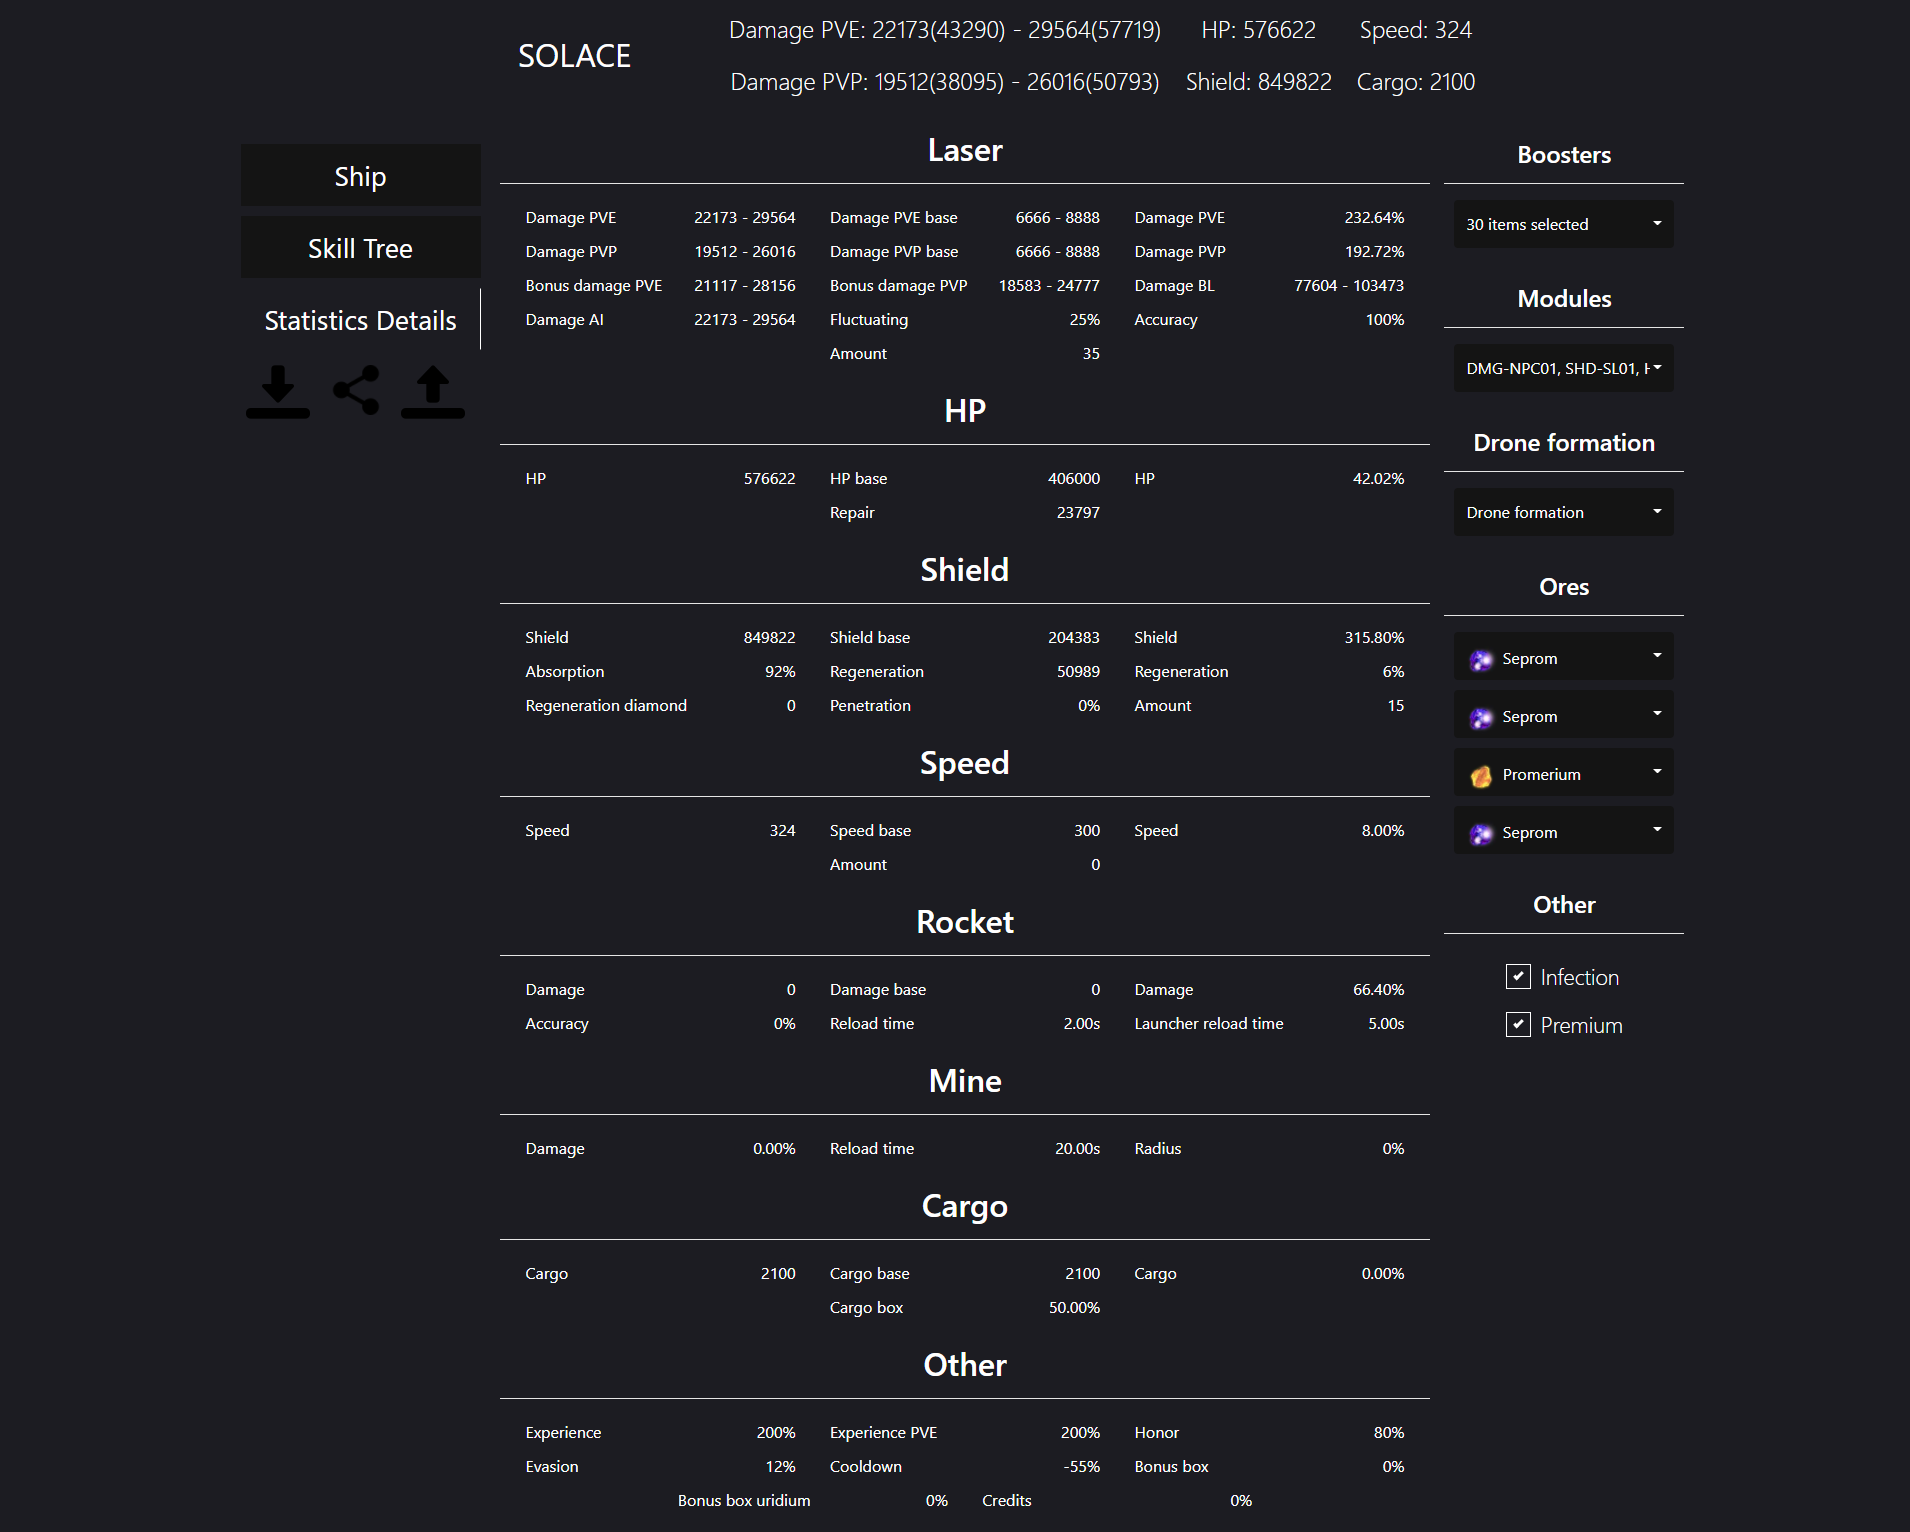 SOLACE
Damage PVE: 22173(43290) - 29564(57719) HP: 576622 Speed: 324
Damage PVP: 19512(38095) - 26016(50793) Shield: 849822 Cargo: 2100
Ship
Skill Tree
Statistics Details
Laser
Damage PVE 22173 - 29564 Damage PVE base 6666 - 8888 Damage PVE 232.64%
Damage PVP 19512 - 26016 Damage PVP base 6666 - 8888 Damage PVP 192.72%
Bonus damage PVE 21117 - 28156 Bonus damage PVP 18583 - 24777 Damage BL 77604 - 103473
Damage AI 22173 - 29564 Fluctuating 25% Accuracy 100%
Amount 35
HP
HP 576622 HP base 406000 HP 42.02%
Repair 23797
Shield
Shield 849822 Shield base 204383 Shield 315.80%
Absorption 92% Regeneration 50989 Regeneration 6%
Regeneration diamond 0 Penetration 0% Amount 15
Speed
Speed 324 Speed base 300 Speed 8.00%
Amount 0
Rocket
Damage 0 Damage base 0 Damage 66.40%
Accuracy 0% Reload time 2.00s Launcher reload time 5.00s
Mine
Damage 0.00% Reload time 20.00s Radius 0%
Cargo
Cargo 2100 Cargo base 2100 Cargo 0.00%
Cargo box 50.00%
Other
Experience 200% Experience PVE 200% Honor 80%
Evasion 12% Cooldown -55% Bonus box 0%
Bonus box uridium 0% Credits 0%
Boosters
30 items selected
Modules
DMG-NPC01, SHD-SL01,
Drone formation
Drone formation
Ores
Seprom
Seprom
Promerium
Seprom
Other
Infection
Premium